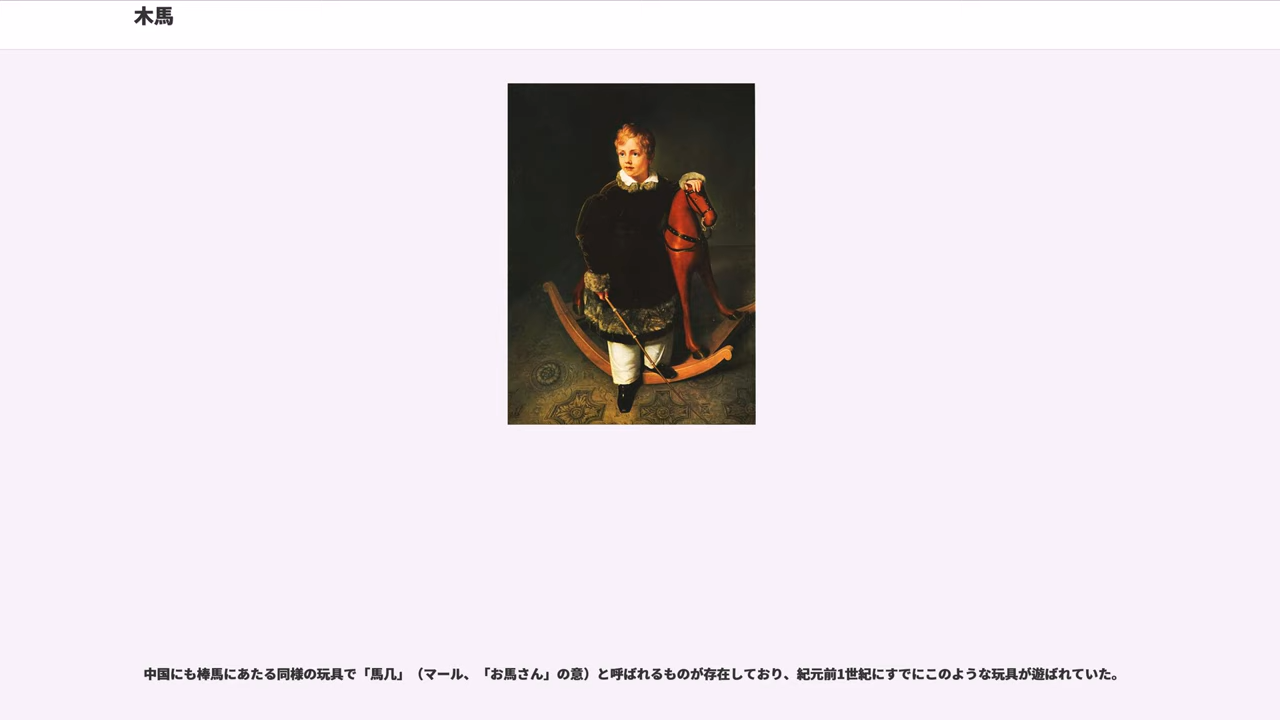 木馬
中国にも棒馬にあたる同様の玩具で「馬几」（マール、「お馬さん」の意）と呼ばれるものが存在しており、紀元前1世紀にすでにこのような玩具が遊ばれていた。